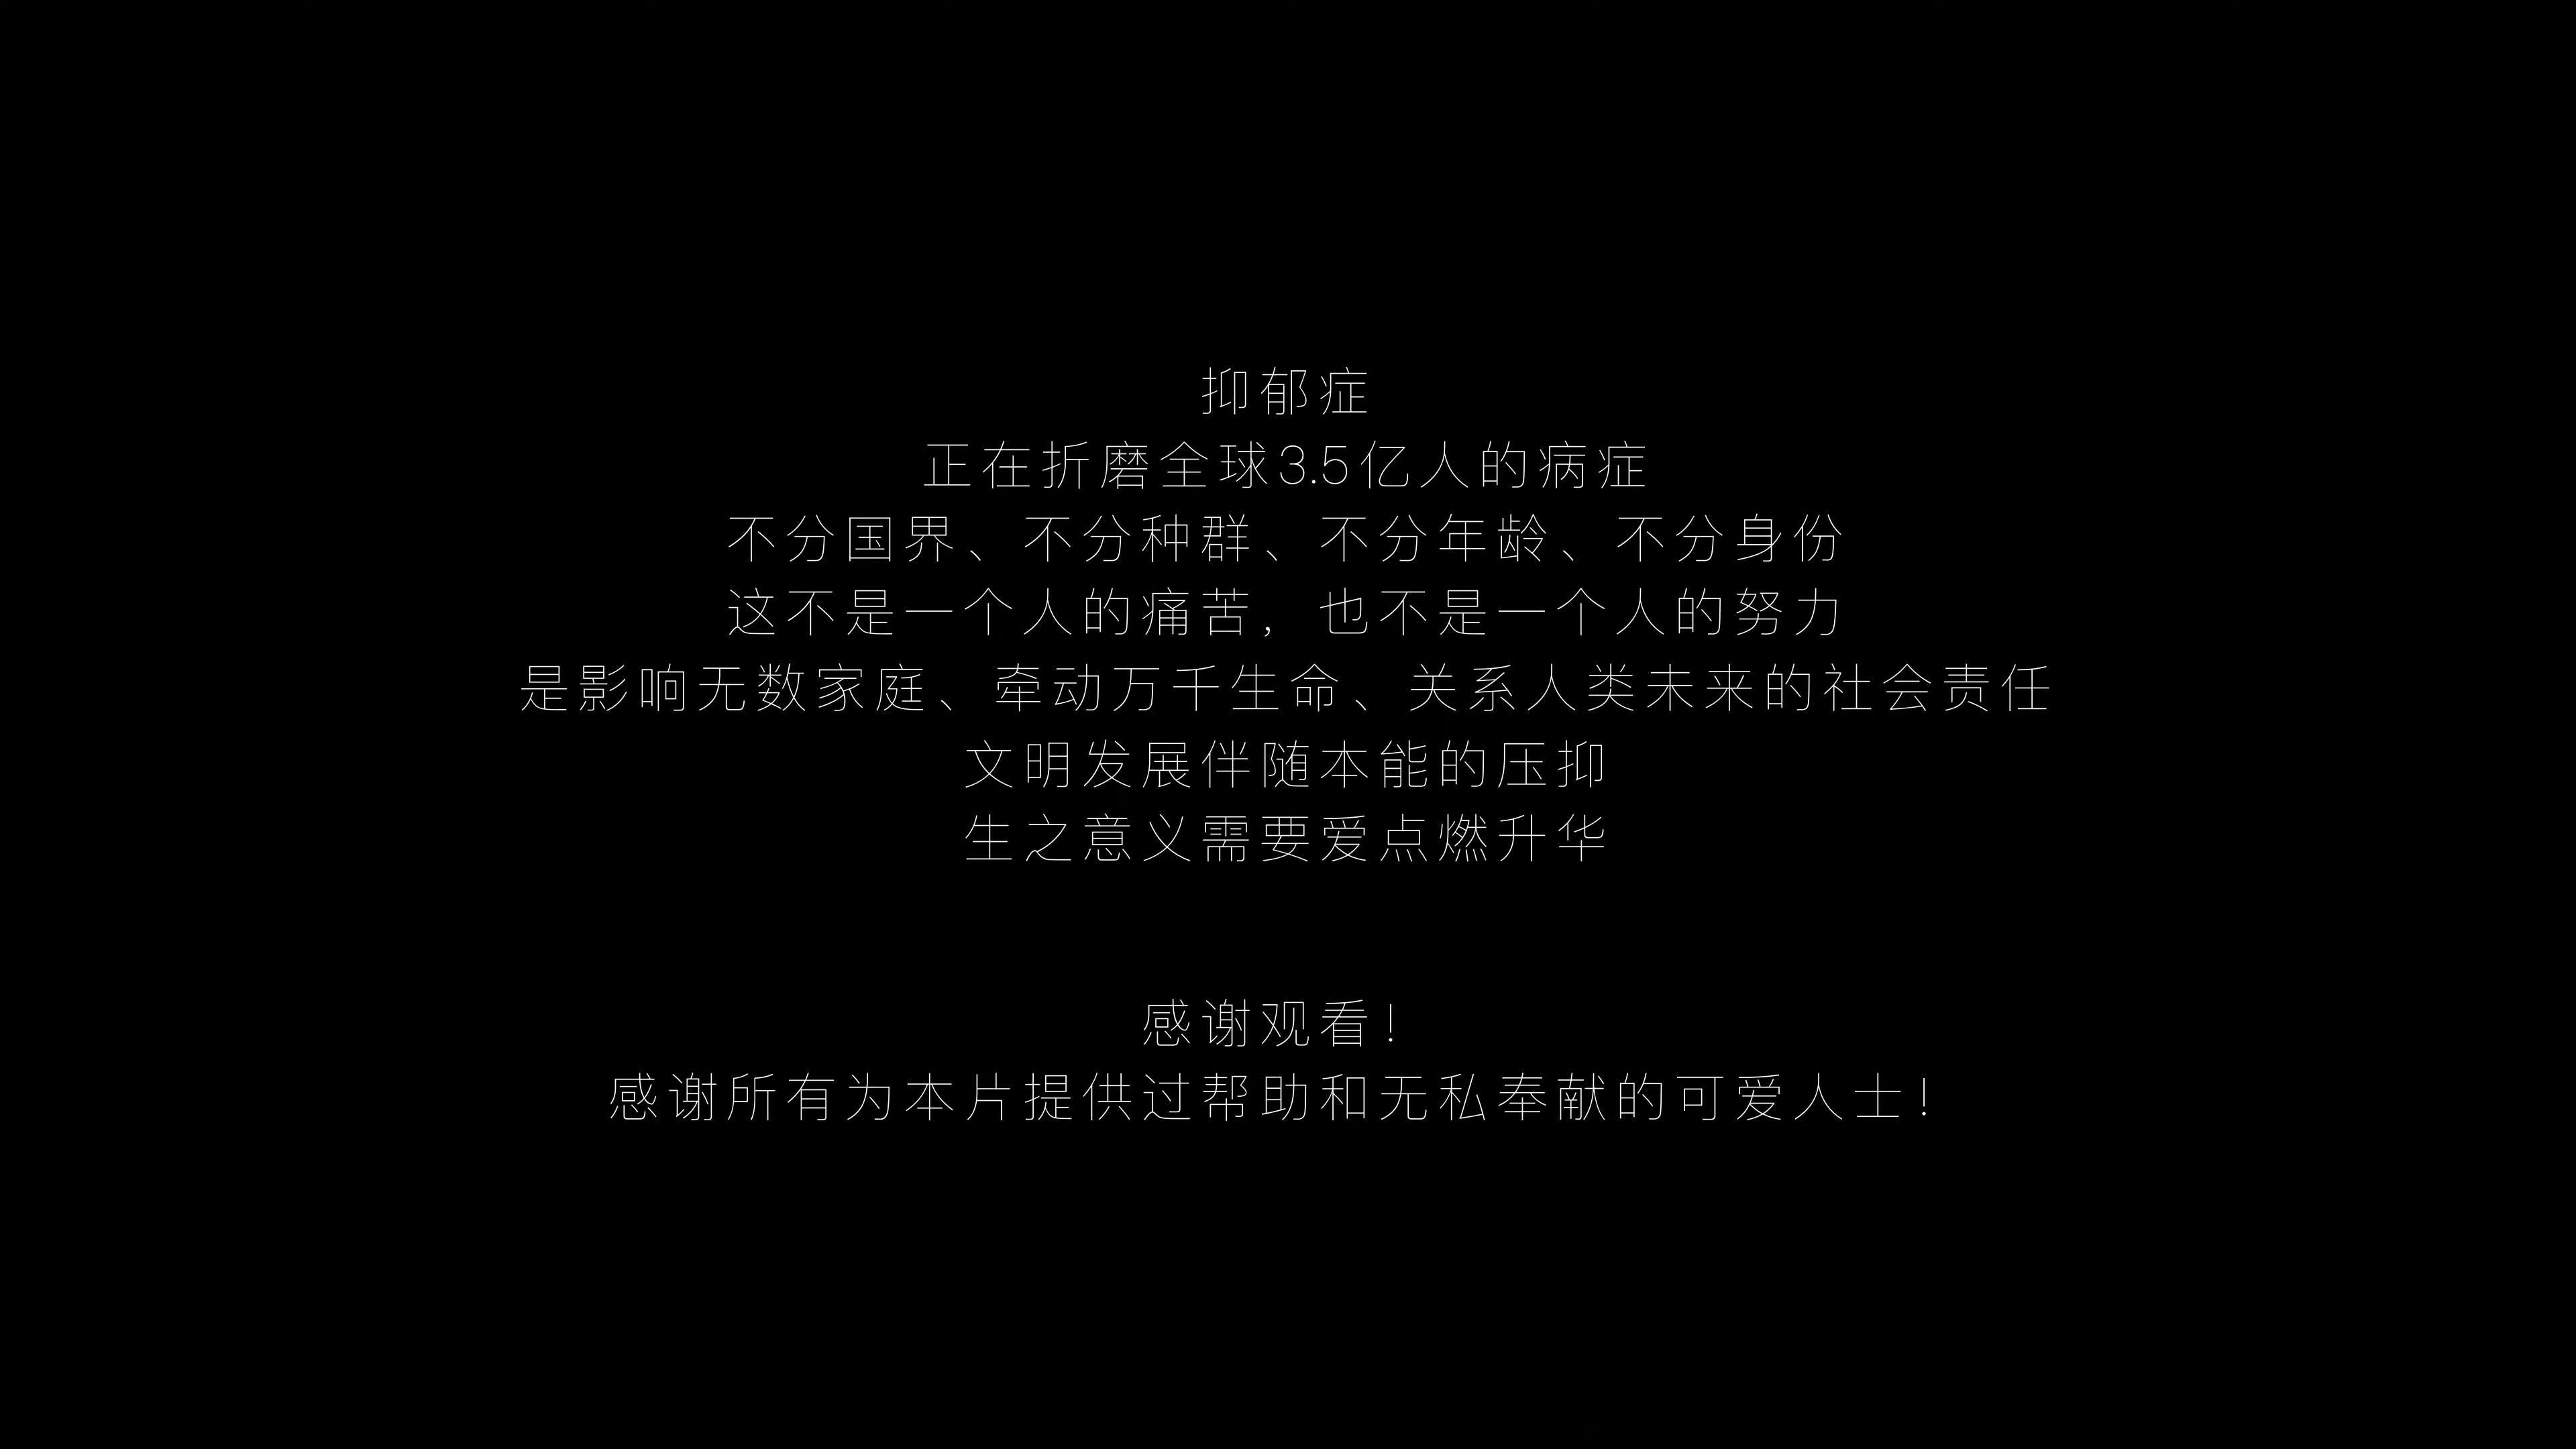 抑郁症
正在折磨全球3.5亿人的病症
不分国界、不分种群、不分年龄、不分身份
这不是一个人的痛苦，也不是一个人的努力
是影响无数家庭、牵动万千生命、关系人类未来的社会责任
文明发展伴随本能的压抑
生之意义需要爱点燃升华
感谢观看！
感谢所有为本片提供过帮助和无私奉献的可爱人士！